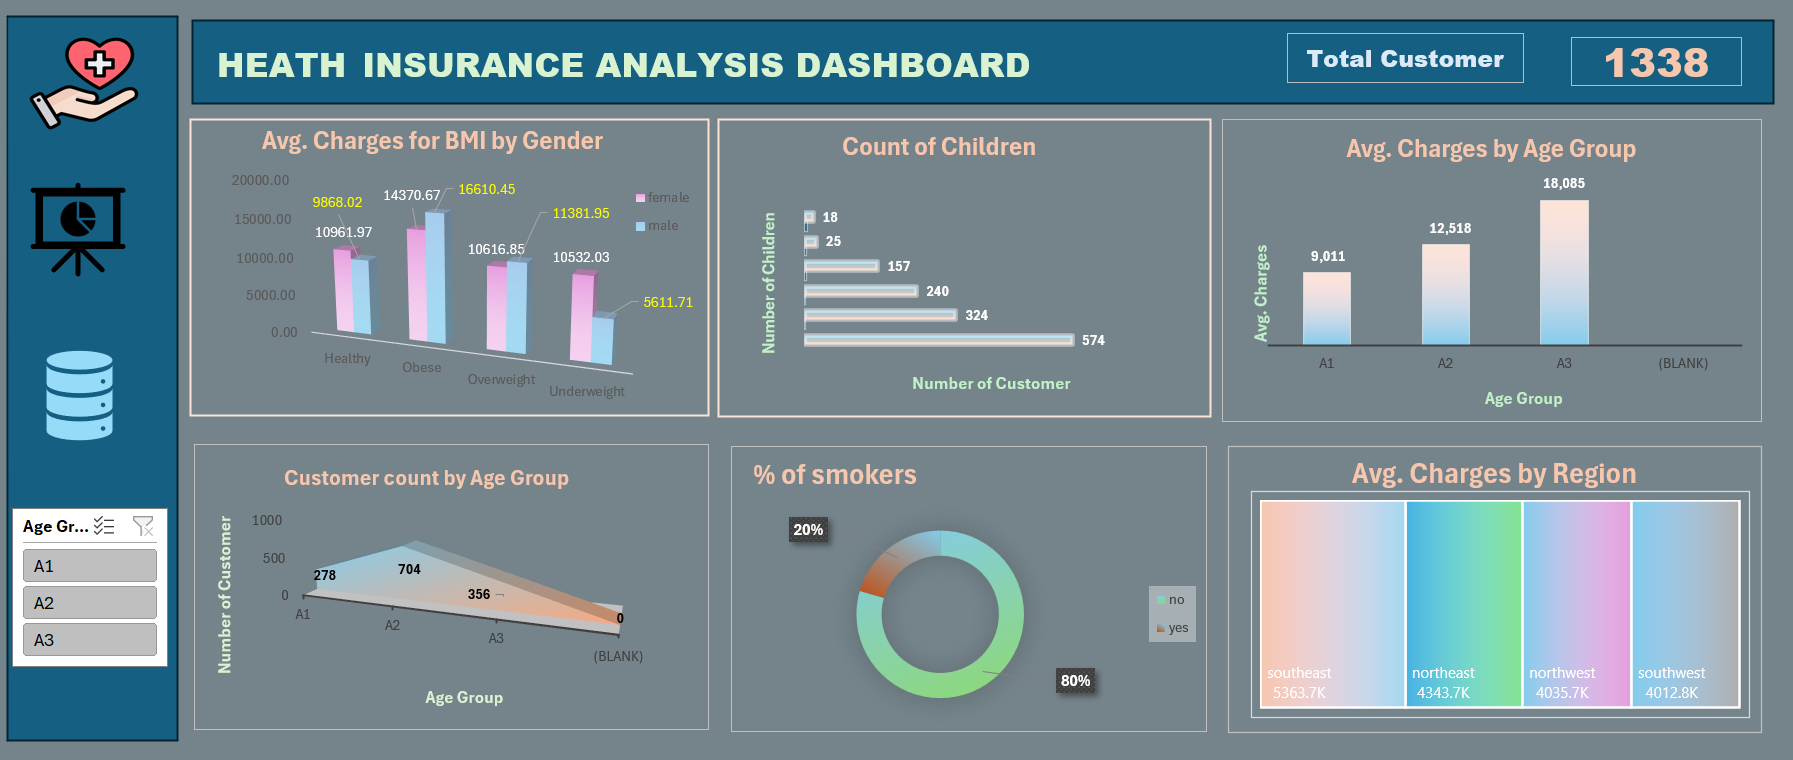 HEATH INSURANCE ANALYSIS DASHBOARD
Total Customer
1338
Avg. Charges for BMI by Gender
20000.00
15000.00
10000.00
5000.00
0.00
9868.02
10961.97
14370.67
16610.45
10616.85
11381.95
10532.03
5611.71
female
male
Healthy
Obese
Overweight
Underweight
Count of Children
Number of Children
18
25
157
240
324
574
Number of Customer
Avg. Charges by Age Group
Avg. Charges
9,011
12,518
18,085
A1
A2
A3
(BLANK)
Age Group
Age Gr...
A1
A2
A3
Customer count by Age Group
Number of Customer
1000
500
0
278
704
356
0
A1
A2
A3
(BLANK)
Age Group
% of smokers
20%
80%
no
yes
Avg. Charges by Region
southeast
5363.7K
northeast
4343.7K
northwest
4035.7K
southwest
4012.8K